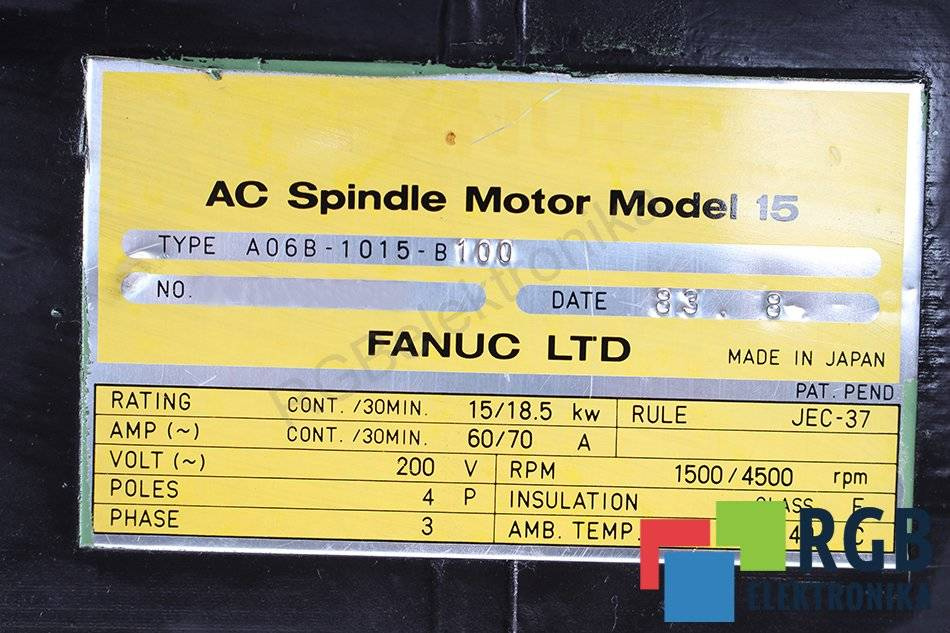 AC Spindle Motor Model 15
TYPE A06B-1015-B100
NO.
DATE 83.8
FANUC LTD
MADE IN JAPAN
PAT. PEND
RATING CONT./30MIN. 15/18.5 kw RULE JEC-37
AMP (~) CONT./30MIN. 60/70 A
VOLT (~) 200 V RPM 1500/4500 rpm
POLES 4 P INSULATION
PHASE 3 AMB. TEMP. C
RGB
ELEKTRONIKA
RGBelektronika